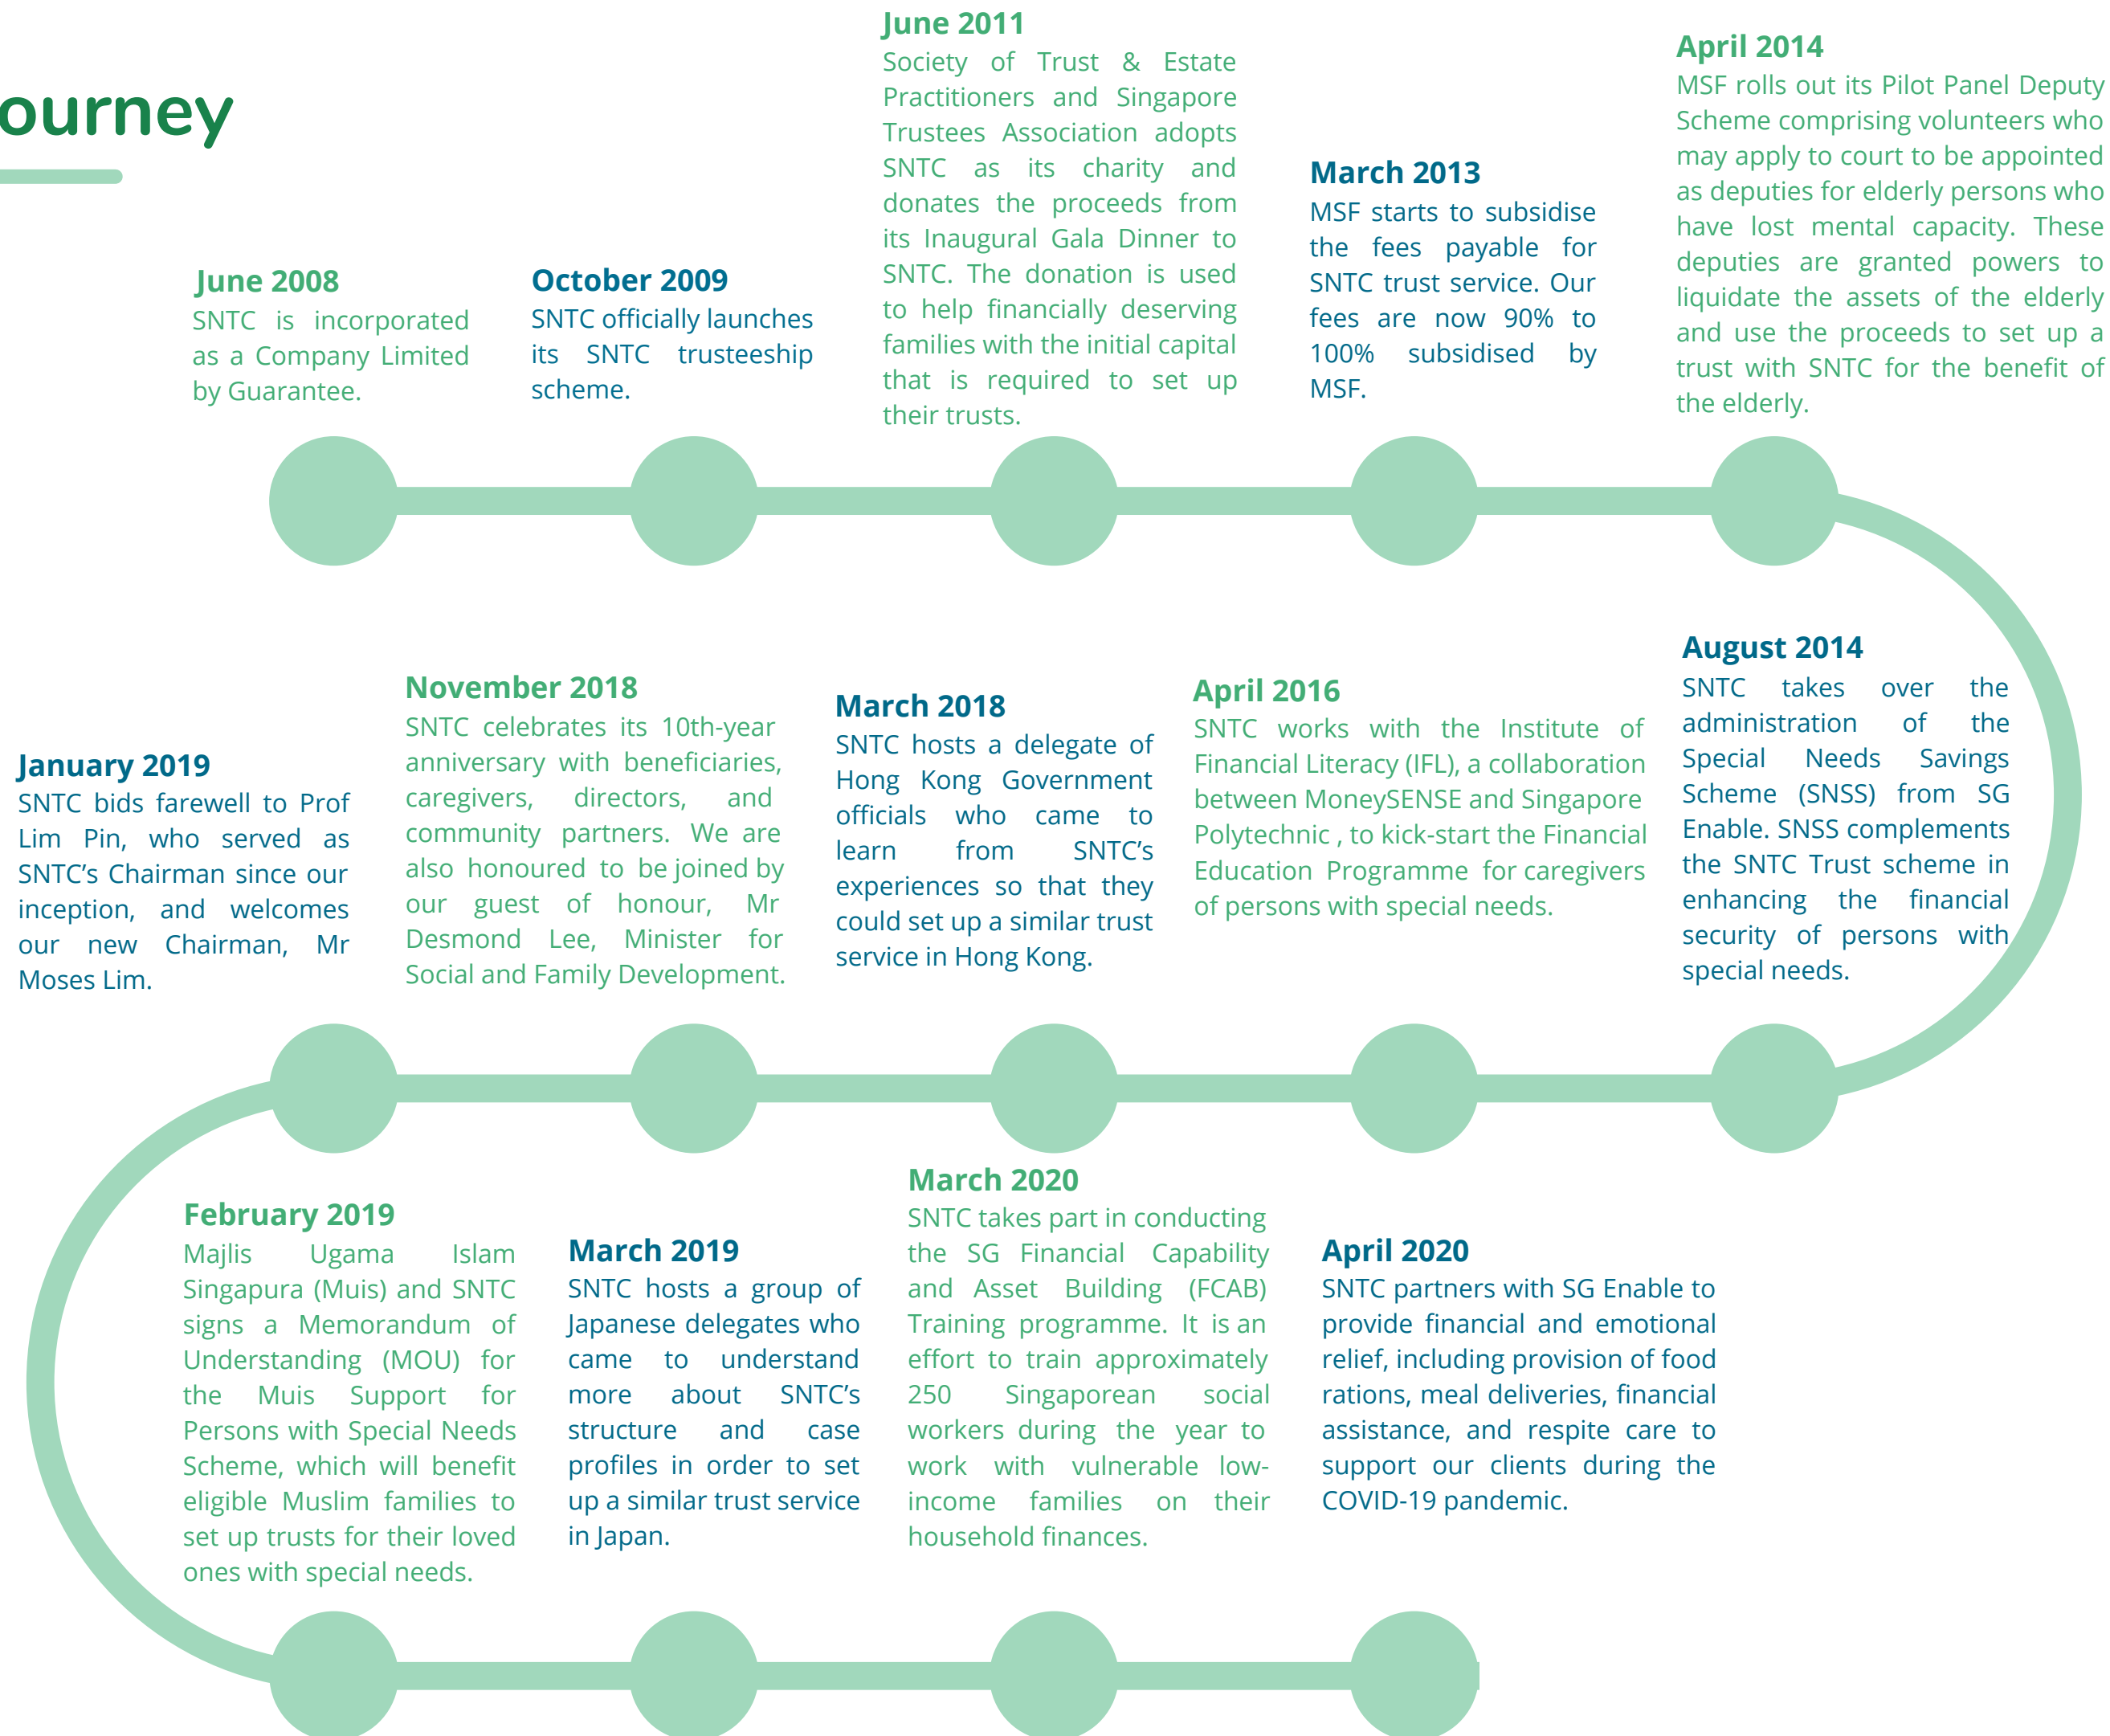 ourney
June 2008
SNTC is incorporated
as a Company Limited
by Guarantee.
October 2009
SNTC officially launches
its SNTC trusteeship
scheme.
June 2011
Society of Trust & Estate
Practitioners and Singapore
Trustees Association adopts
SNTC as its charity and
donates the proceeds from
its Inaugural Gala Dinner to
SNTC. The donation is used
to help financially deserving
families with the initial capital
that is required to set up
their trusts.
March 2013
MSF starts to subsidise
the fees payable for
SNTC trust service. Our
fees are now 90% to
100% subsidised by
MSF.
April 2014
MSF rolls out its Pilot Panel Deputy
Scheme comprising volunteers who
may apply to court to be appointed
as deputies for elderly persons who
have lost mental capacity. These
deputies are granted powers to
liquidate the assets of the elderly
and use the proceeds to set up a
trust with SNTC for the benefit of
the elderly.
August 2014
SNTC takes over the
administration of the
Special Needs Savings
Scheme (SNSS) from SG
Enable. SNSS complements
the SNTC Trust scheme in
enhancing the financial
security of persons with
special needs.
April 2016
SNTC works with the Institute of
Financial Literacy (IFL), a collaboration
between MoneySENSE and Singapore
Polytechnic , to kick-start the Financial
Education Programme for caregivers
of persons with special needs.
March 2018
SNTC hosts a delegate of
Hong Kong Government
officials who came to
learn from SNTC's
experiences so that they
could set up a similar trust
service in Hong Kong.
November 2018
SNTC celebrates its 10th-year
anniversary with beneficiaries,
caregivers, directors, and
community partners. We are
also honoured to be joined by
our guest of honour, Mr
Desmond Lee, Minister for
Social and Family Development.
January 2019
SNTC bids farewell to Prof
Lim Pin, who served as
SNTC’s Chairman since our
inception, and welcomes
our new Chairman, Mr
Moses Lim.
February 2019
Majlis Ugama Islam
Singapura (Muis) and SNTC
signs a Memorandum of
Understanding (MOU) for
the Muis Support for
Persons with Special Needs
Scheme, which will benefit
eligible Muslim families to
set up trusts for their loved
ones with special needs.
March 2019
SNTC hosts a group of
Japanese delegates who
came to understand
more about SNTC's
structure and case
profiles in order to set
up a similar trust service
in Japan.
March 2020
SNTC takes part in conducting
the SG Financial Capability
and Asset Building (FCAB)
Training programme. It is an
effort to train approximately
250 Singaporean social
workers during the year to
work with vulnerable low-
income families on their
household finances.
April 2020
SNTC partners with SG Enable to
provide financial and emotional
relief, including provision of food
rations, meal deliveries, financial
assistance, and respite care to
support our clients during the
COVID-19 pandemic.